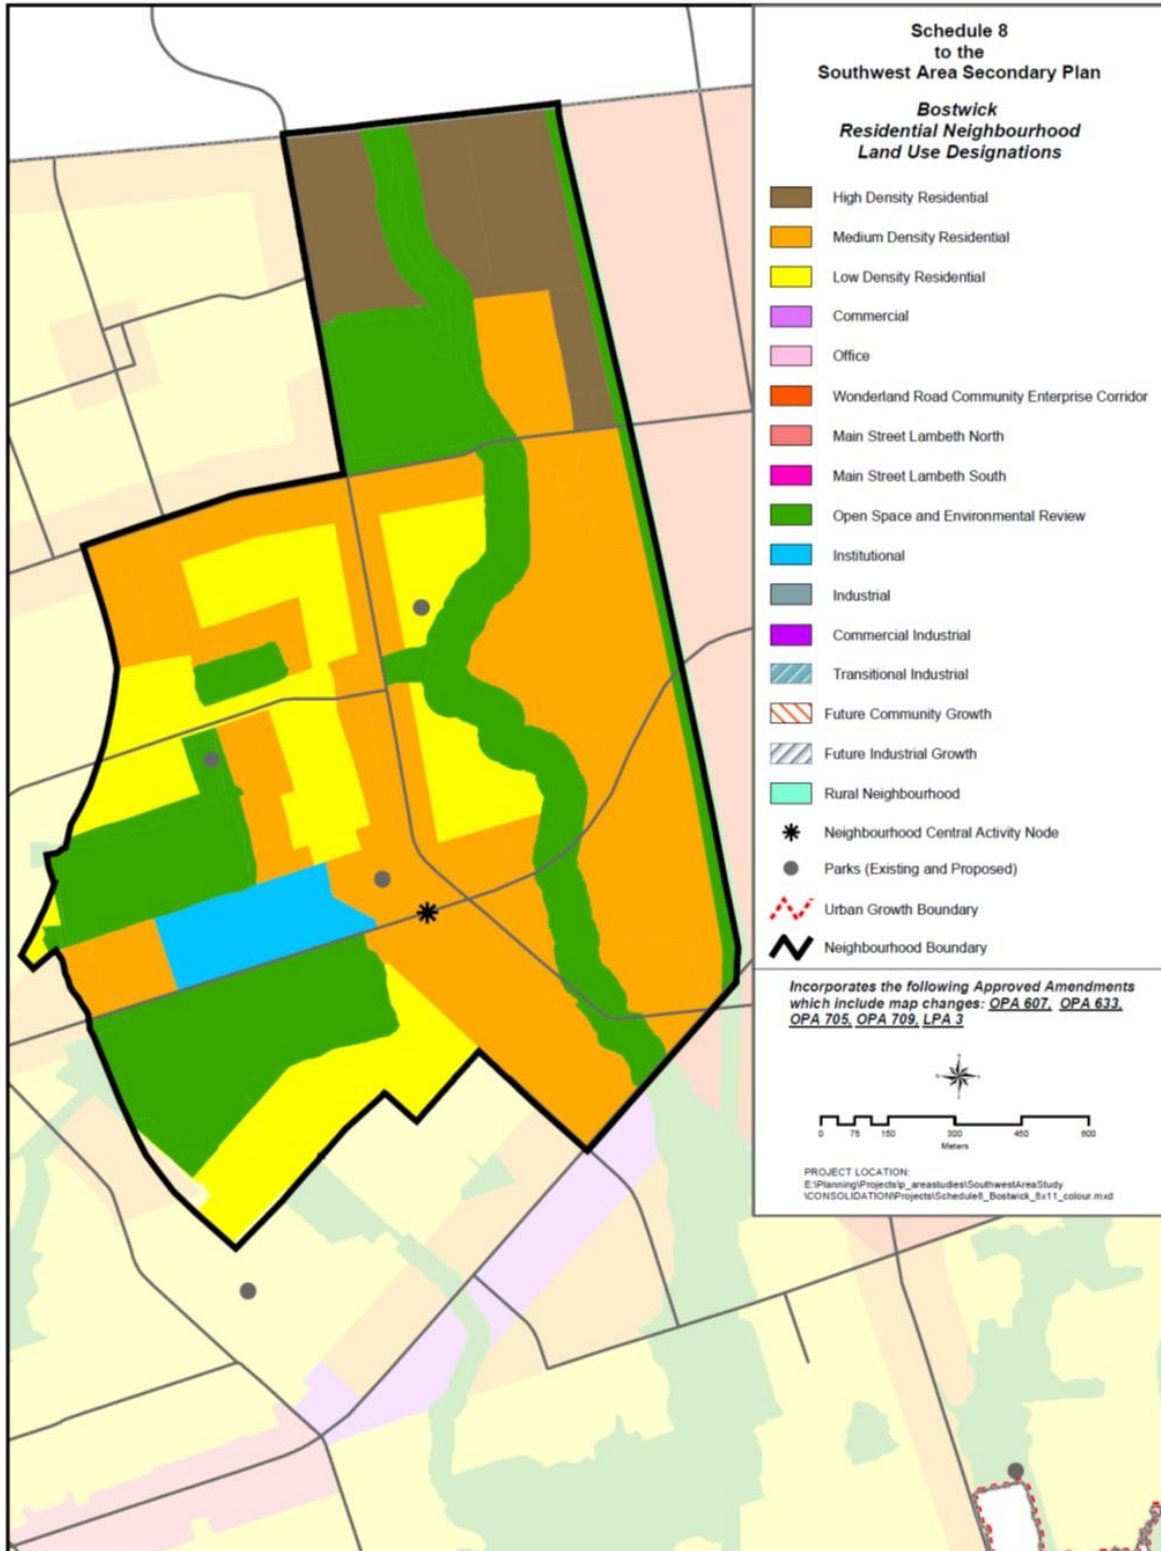 Schedule 8
to the
Southwest Area Secondary Plan
Bostwick
Residential Neighbourhood
Land Use Designations
High Density Residential
Medium Density Residential
Low Density Residential
Commercial
Office
Wonderland Road Community Enterprise Corridor
Main Street Lambeth North
Main Street Lambeth South
Open Space and Environmental Review
Institutional
Industrial
Commercial Industrial
Transitional Industrial
Future Community Growth
Future Industrial Growth
Rural Neighbourhood
Neighbourhood Central Activity Node
Parks (Existing and Proposed)
Urban Growth Boundary
Neighbourhood Boundary
Incorporates the following Approved Amendments
which include map changes: OPA 607, OPA 633,
OPA 705, OPA 709, LPA 3
0 75 150 300 450 600
Meters
PROJECT LOCATION:
E:\Planning\Projects\p_areastudies\SouthwestAreaStudy
\CONSOLIDATION\Projects\Schedule8_Bostwick_8x11_colour.mxd